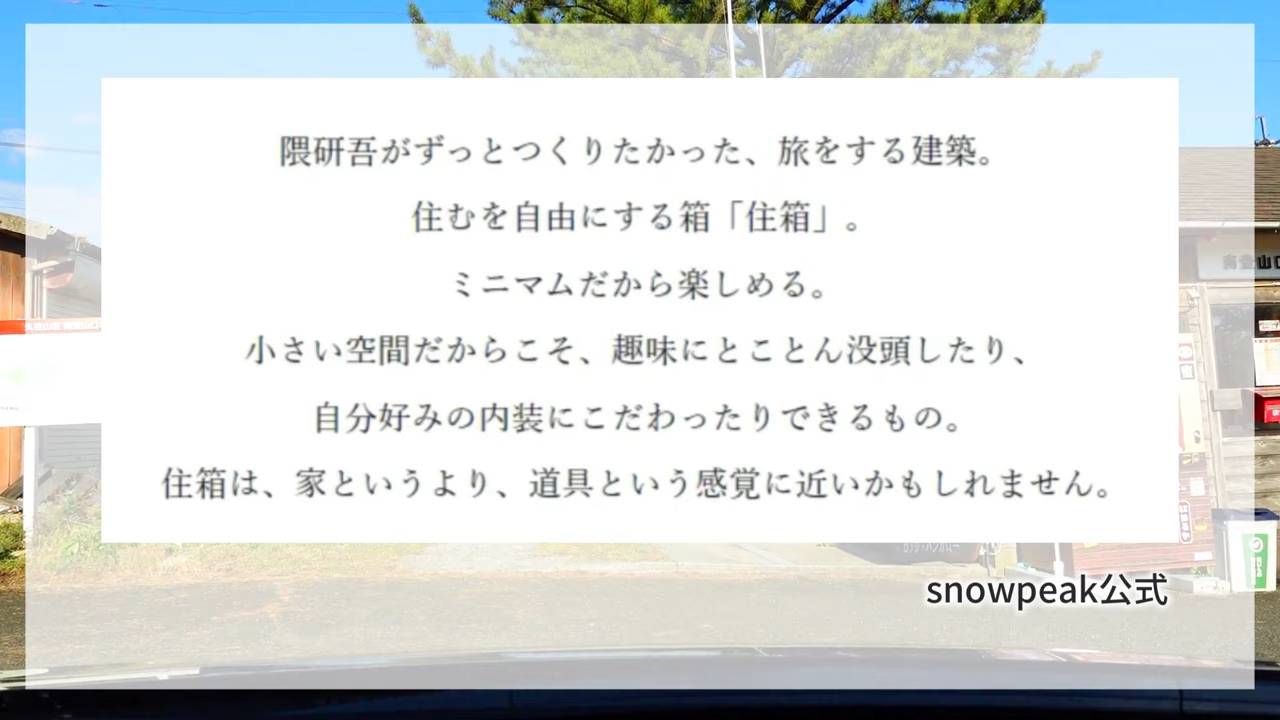 隈研吾がずっとつくりたかった、旅をする建築。
住むを自由にする箱「住箱」。
ミニマムだから楽しめる。
小さい空間だからこそ、趣味にとことん没頭したり、
自分好みの内装にこだわったりできるもの。
住箱は、家というより、道具という感覚に近いかもしれません。
snowpeak公式